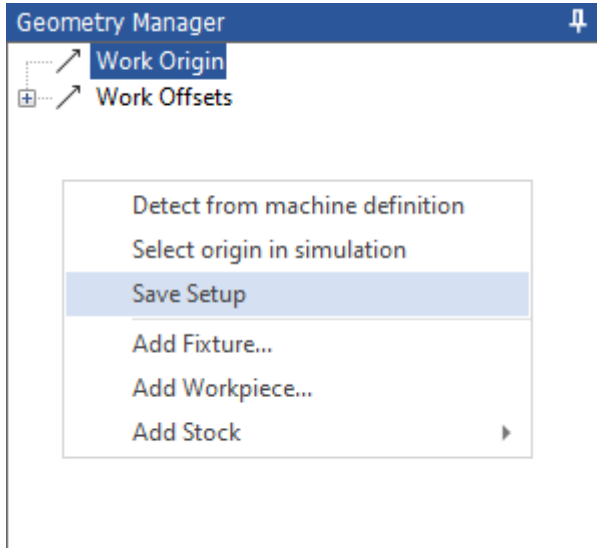 Geometry Manager
Work Origin
Work Offsets
Detect from machine definition
Select origin in simulation
Save Setup
Add Fixture...
Add Workpiece...
Add Stock